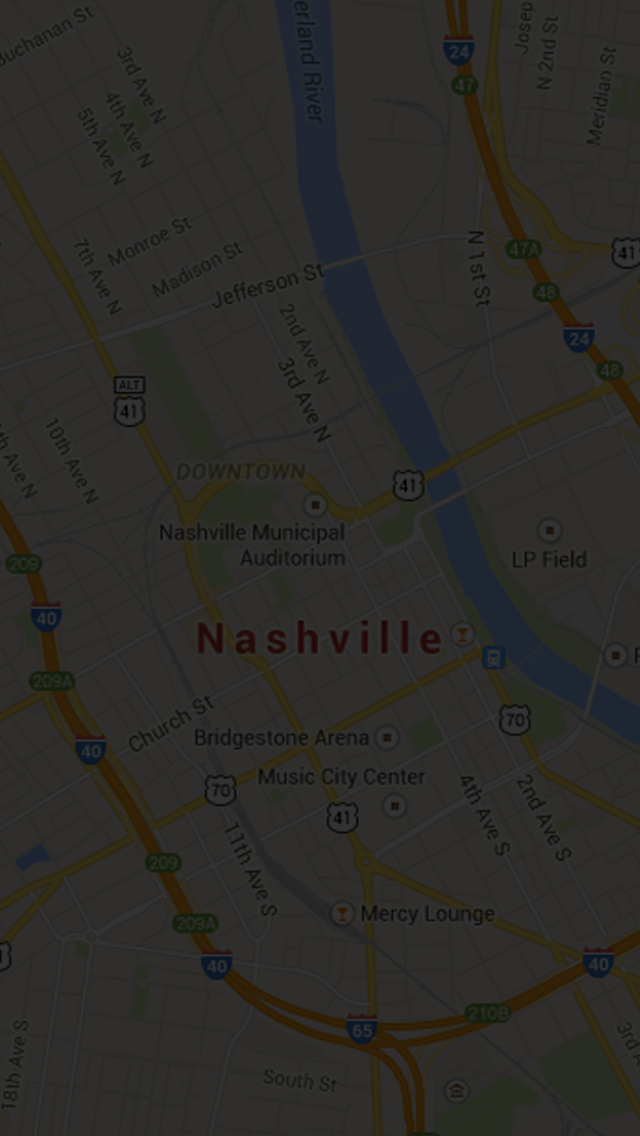 Buchanan St
erland River
24
Josep
N 2nd St
47
3rd Ave N
4th Ave N
5th Ave N
Meridian St
Monroe St
47A
41
Madison St
7th Ave N
N 1st St
Jefferson St
48
2nd Ave N
24
3rd Ave N
48
ALT
41
10th Ave N
Ave N
DOWNTOWN
41
Nashville Municipal
Auditorium
LP Field
209
40
Nashville
209A
Church St
70
40
Bridgestone Arena
Music City Center
70
41
4th Ave S
2nd Ave S
209
11th Ave S
Mercy Lounge
209A
40
40
210B
65
18th Ave S
3rd
South St